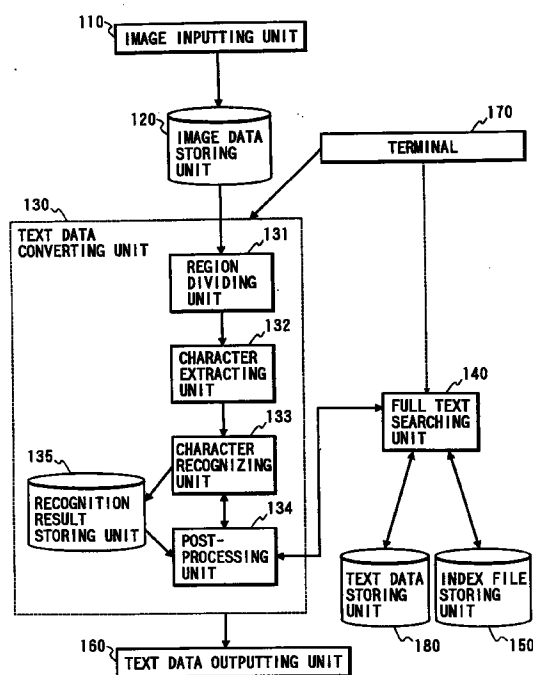 110
IMAGE INPUTTING UNIT
120
IMAGE DATA
STORING
UNIT
170
TERMINAL
130
TEXT DATA
CONVERTING UNIT
131
REGION
DIVIDING
UNIT
132
CHARACTER
EXTRACTING
UNIT
133
CHARACTER
RECOGNIZING
UNIT
135
RECOGNITION
RESULT
STORING UNIT
134
POST-
PROCESSING
UNIT
140
FULL TEXT
SEARCHING
UNIT
TEXT DATA
STORING
UNIT
180
INDEX FILE
STORING
UNIT
150
160
TEXT DATA OUTPUTTING UNIT